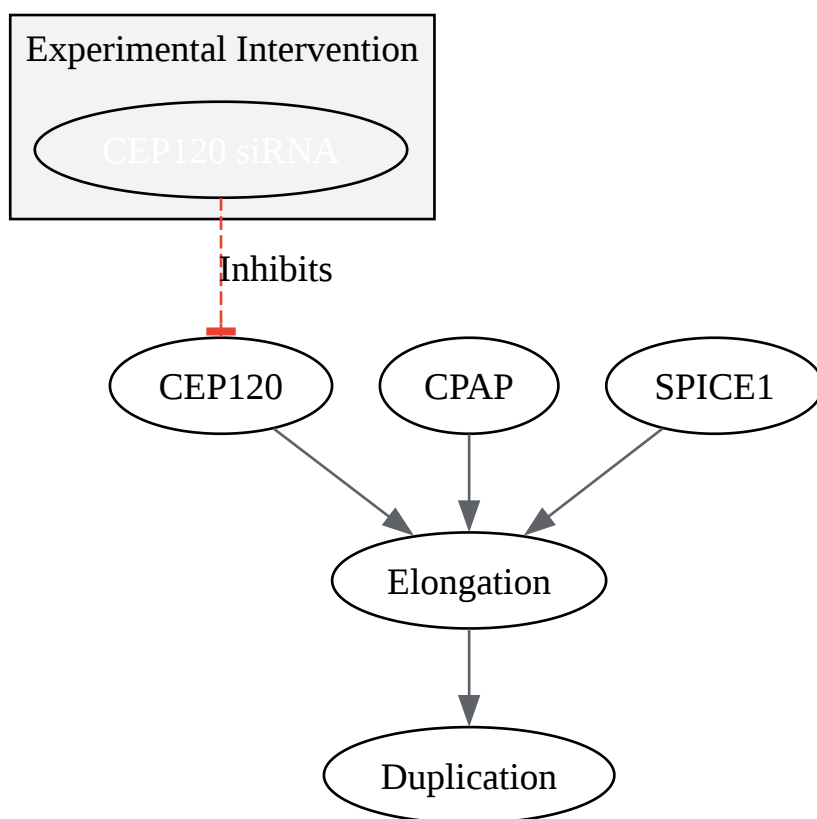 Experimental Intervention
CEP120 siRNA
Inhibits
CEP120
CPAP
SPICE1
Elongation
Duplication